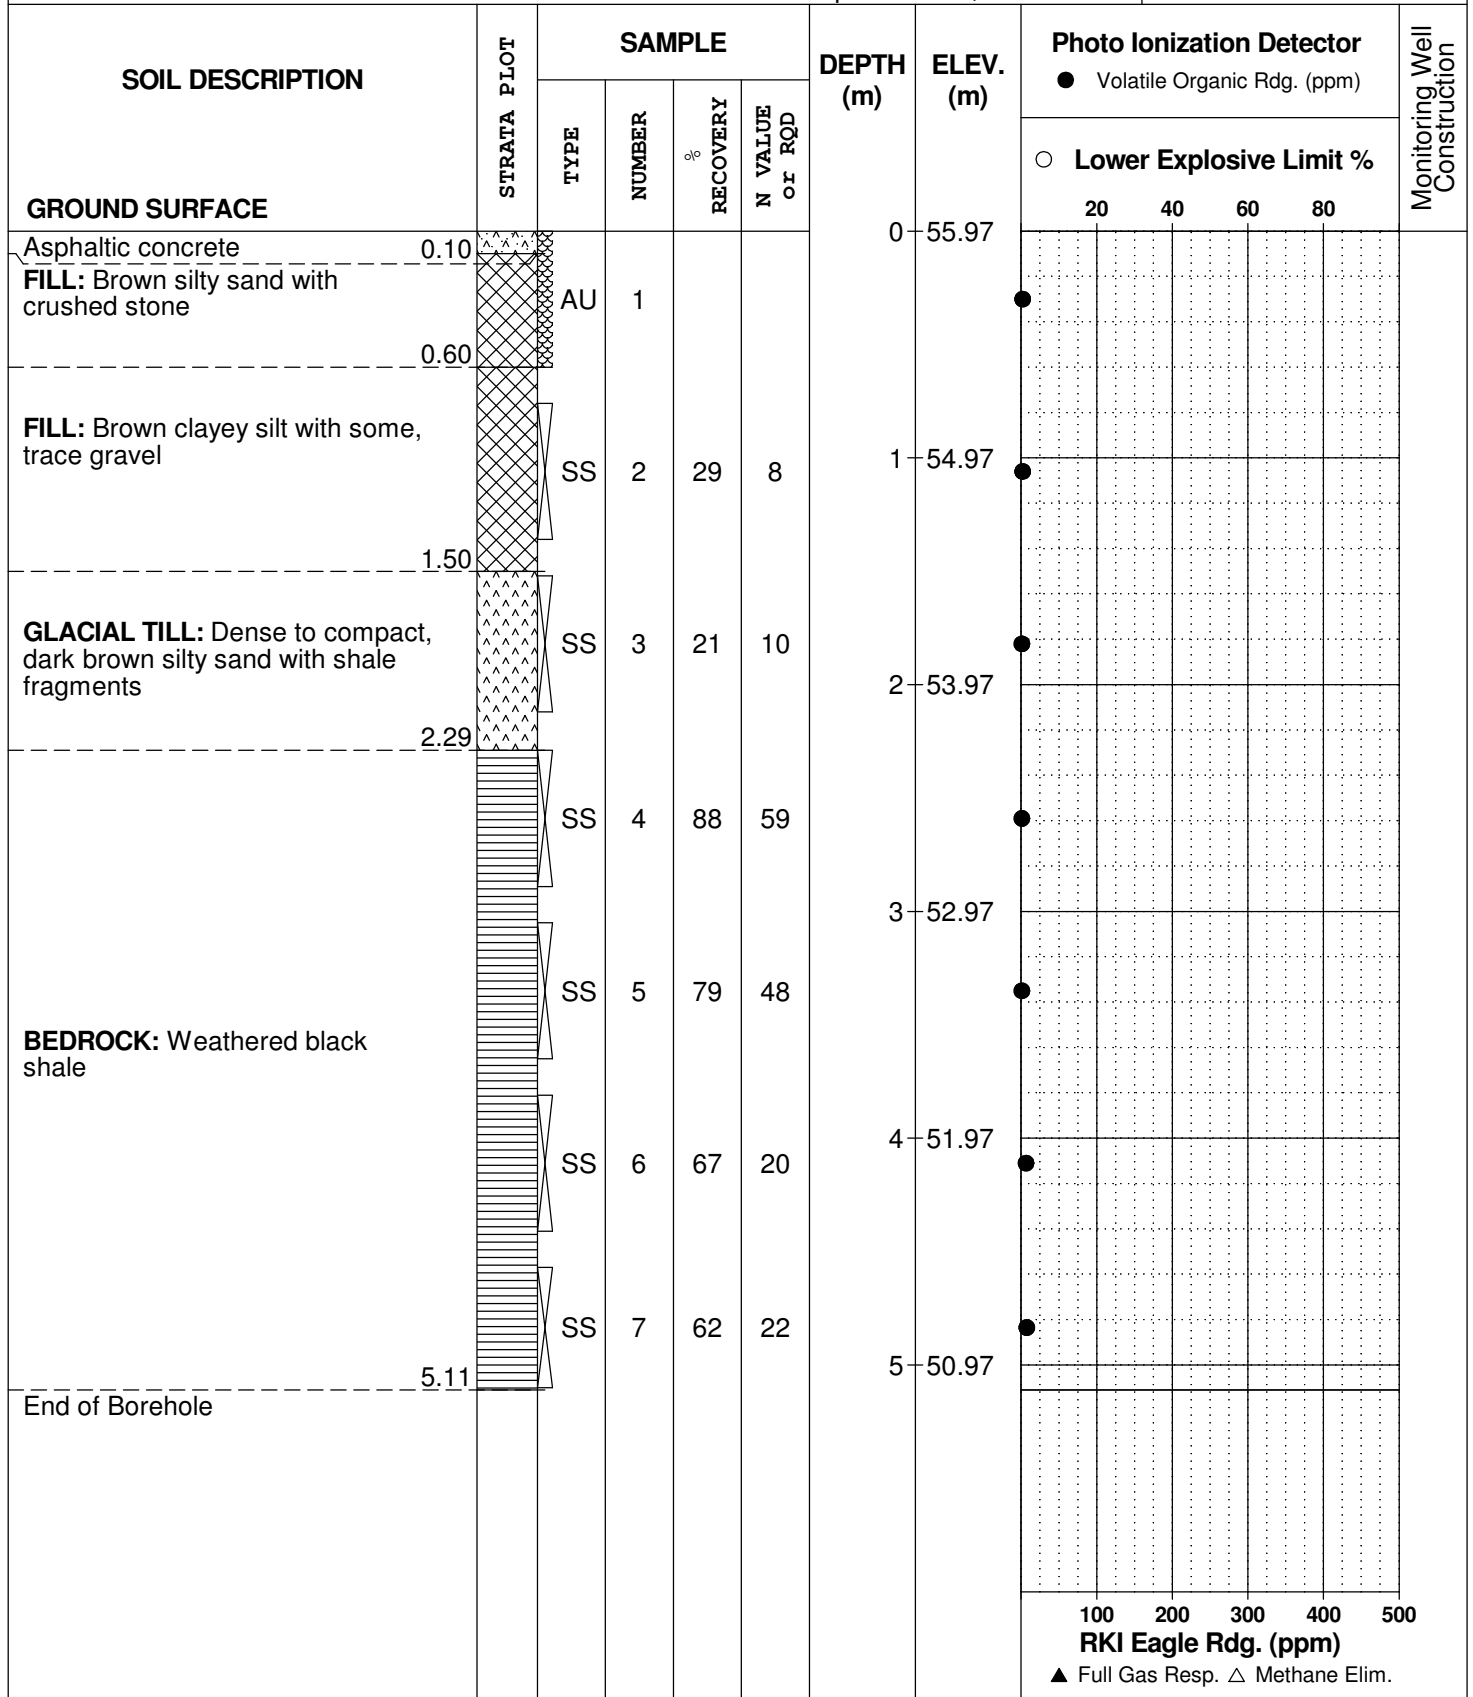 SOIL DESCRIPTION
GROUND SURFACE
STRATA PLOT
SAMPLE
TYPE
NUMBER
% RECOVERY
N VALUE or RQD
DEPTH (m)
ELEV. (m)
Photo Ionization Detector
● Volatile Organic Rdg. (ppm)
○ Lower Explosive Limit %
20 40 60 80
Monitoring Well Construction
0 55.97
Asphaltic concrete 0.10
FILL: Brown silty sand with
crushed stone
AU 1
0.60
FILL: Brown clayey silt with some,
trace gravel
1 54.97
SS 2 29 8
1.50
GLACIAL TILL: Dense to compact,
dark brown silty sand with shale
fragments
SS 3 21 10
2 53.97
2.29
SS 4 88 59
3 52.97
SS 5 79 48
BEDROCK: Weathered black
shale
4 51.97
SS 6 67 20
SS 7 62 22
5 50.97
5.11
End of Borehole
100 200 300 400 500
RKI Eagle Rdg. (ppm)
▲ Full Gas Resp. △ Methane Elim.